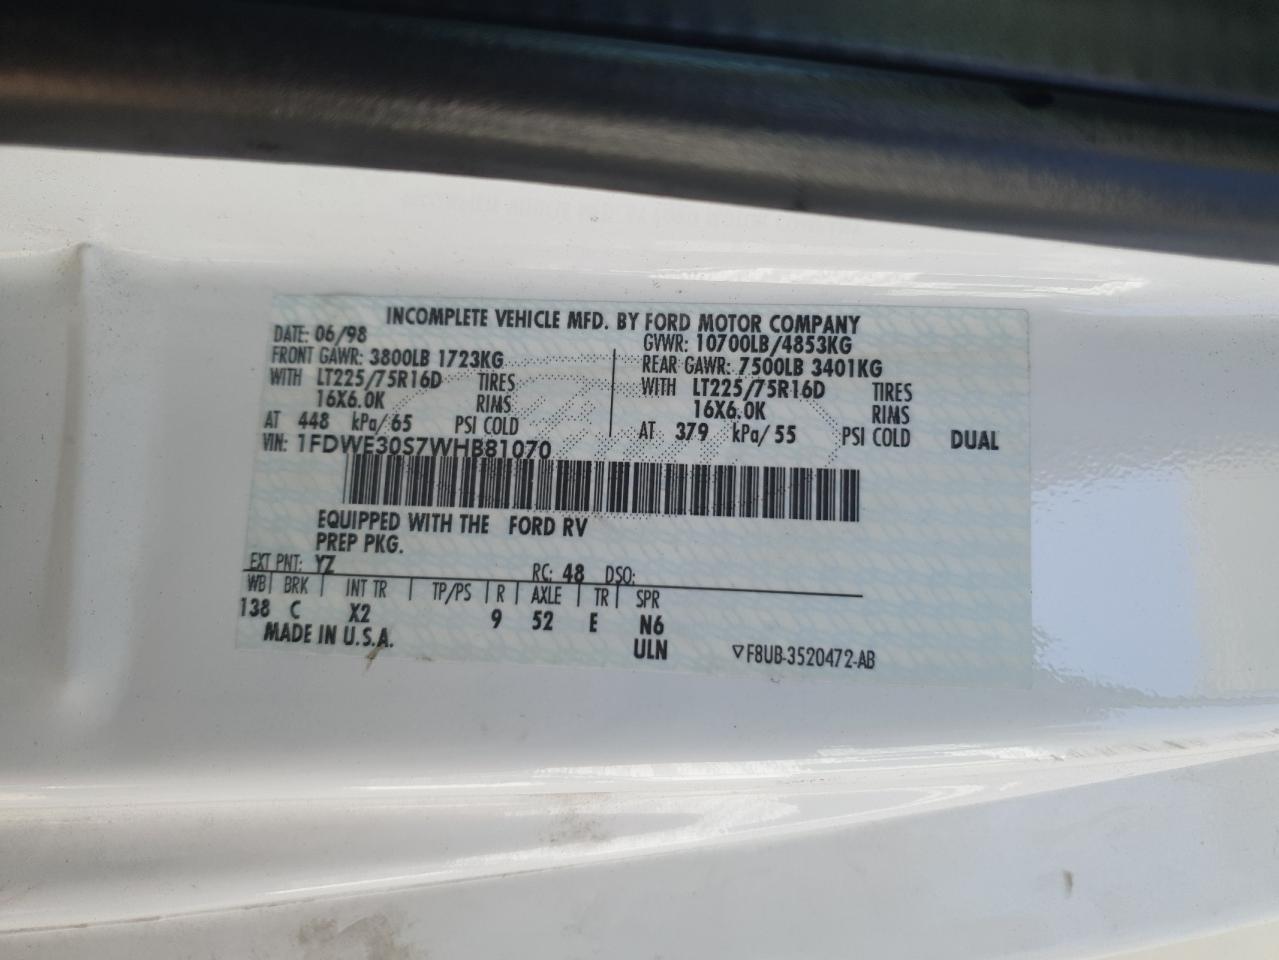 INCOMPLETE VEHICLE MFD. BY FORD MOTOR COMPANY
DATE: 06/98 GVWR: 10700LB/4853KG
FRONT GAWR: 3800LB 1723KG REAR GAWR: 7500LB 3401KG
WITH LT225/75R16D TIRES WITH LT225/75R16D TIRES
16X6.0K RIMS 16X6.0K RIMS
AT 448 kPa/65 PSI COLD AT 379 kPa/55 PSI COLD DUAL
VIN: 1FDWE30S7WHB81070
EQUIPPED WITH THE FORD RV
PREP PKG.
EXT PNT: YZ RC: 48 DSO:
WB BRK INT TR TP/PS R AXLE TR SPR
138 C X2 9 52 E N6
MADE IN U.S.A. ULN ▽F8UB-3520472-AB